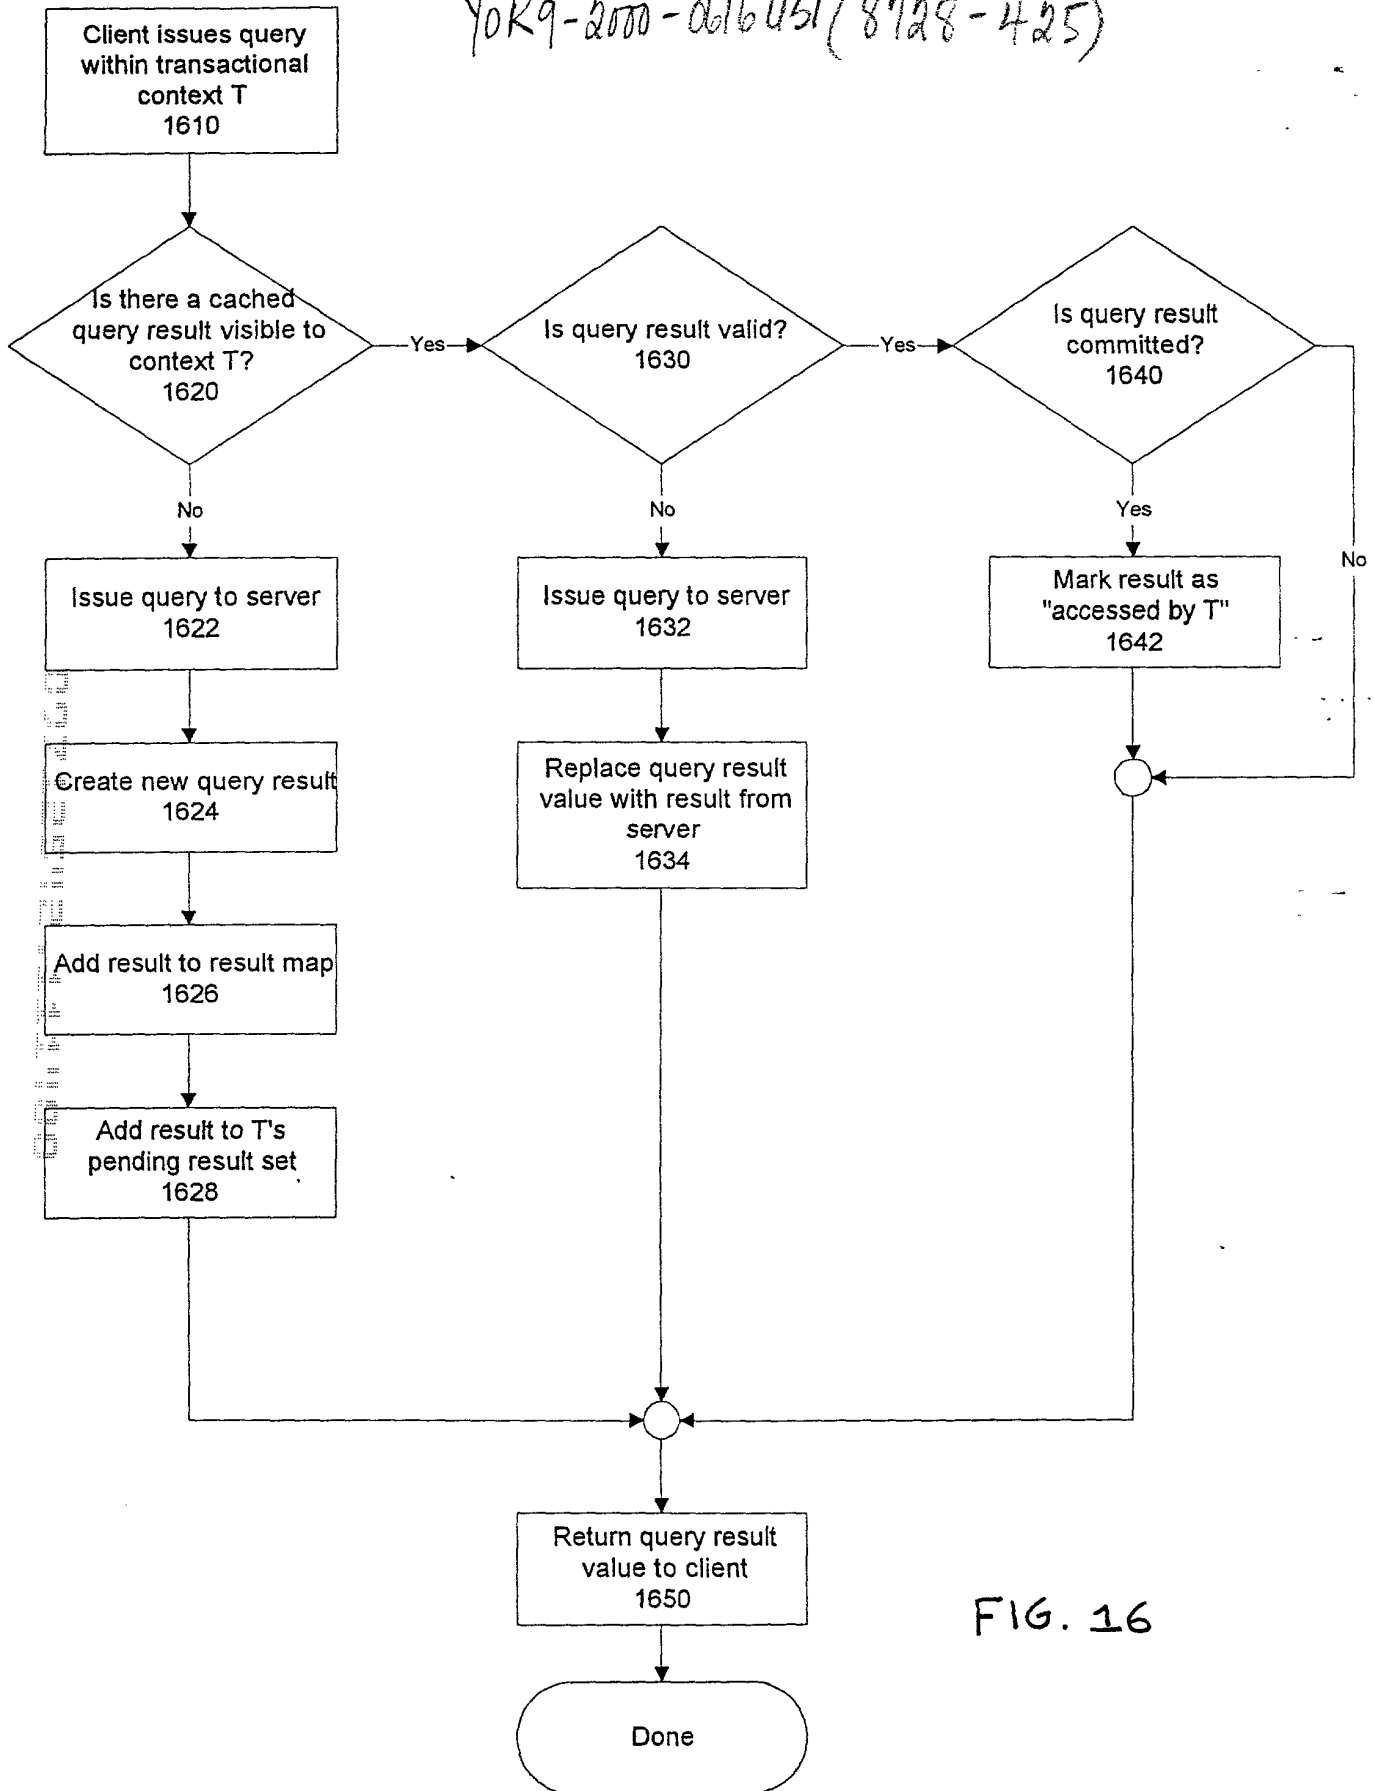 YOR9-2000-0616US1(8728-425)
Client issues query
within transactional
context T
1610
Is there a cached
query result visible to
context T?
1620
Yes
Is query result valid?
1630
Yes
Is query result
committed?
1640
No
No
Yes
No
Issue query to server
1622
Issue query to server
1632
Mark result as
"accessed by T"
1642
Create new query result
1624
Replace query result
value with result from
server
1634
Add result to result map
1626
Add result to T's
pending result set
1628
Return query result
value to client
1650
FIG. 16
Done